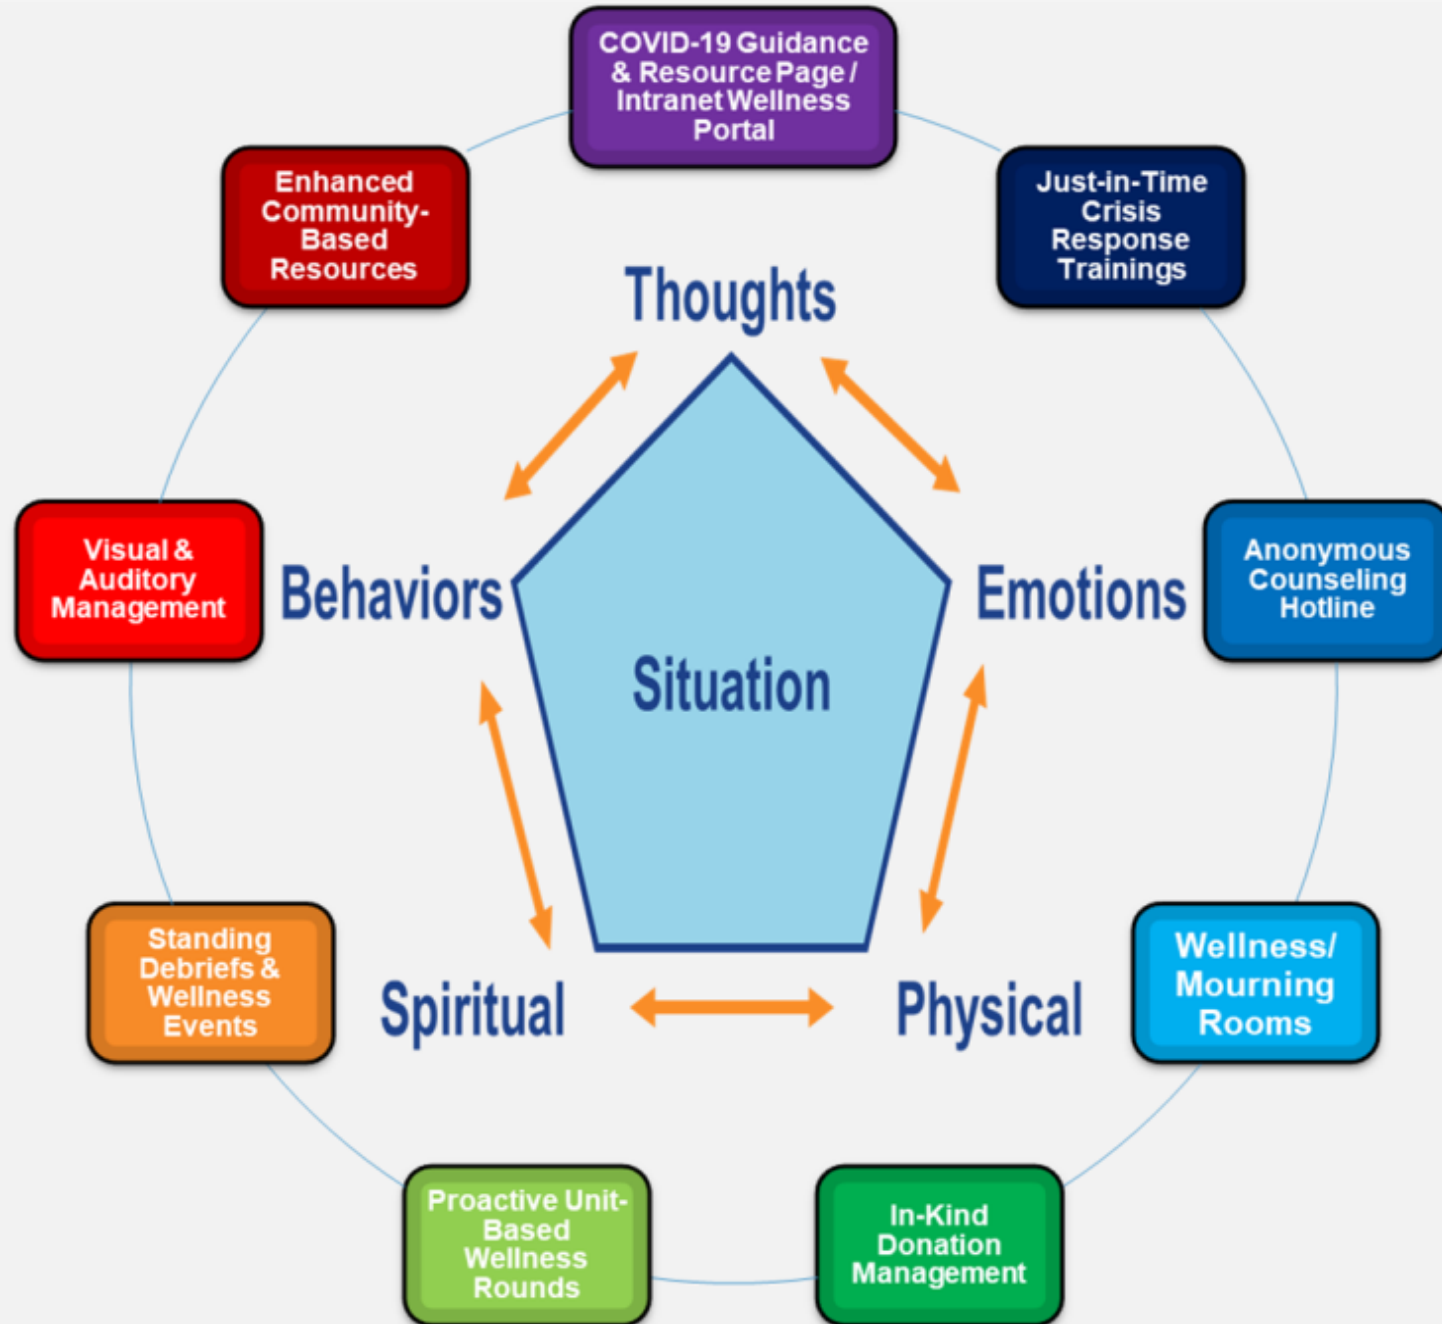 COVID-19 Guidance
& Resource Page /
Intranet Wellness
Portal
Enhanced
Community-
Based
Resources
Just-in-Time
Crisis
Response
Trainings
Thoughts
Visual &
Auditory
Management
Behaviors
Emotions
Anonymous
Counseling
Hotline
Situation
Standing
Debriefs &
Wellness
Events
Spiritual
Physical
Wellness/
Mourning
Rooms
Proactive Unit-
Based
Wellness
Rounds
In-Kind
Donation
Management